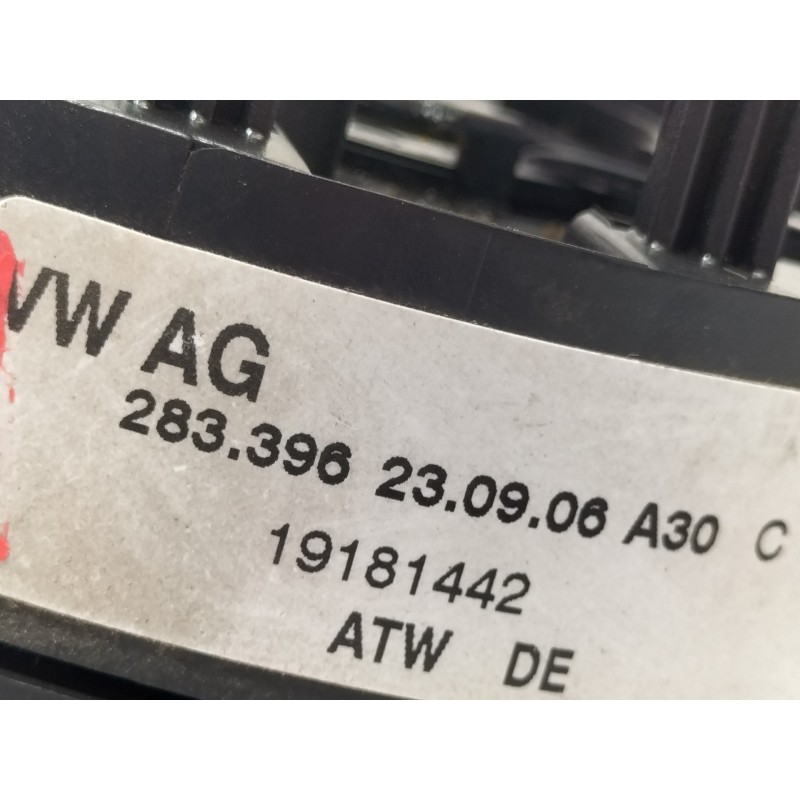 VW AG
283.396 23.09.06 A30 C
19181442
ATW DE